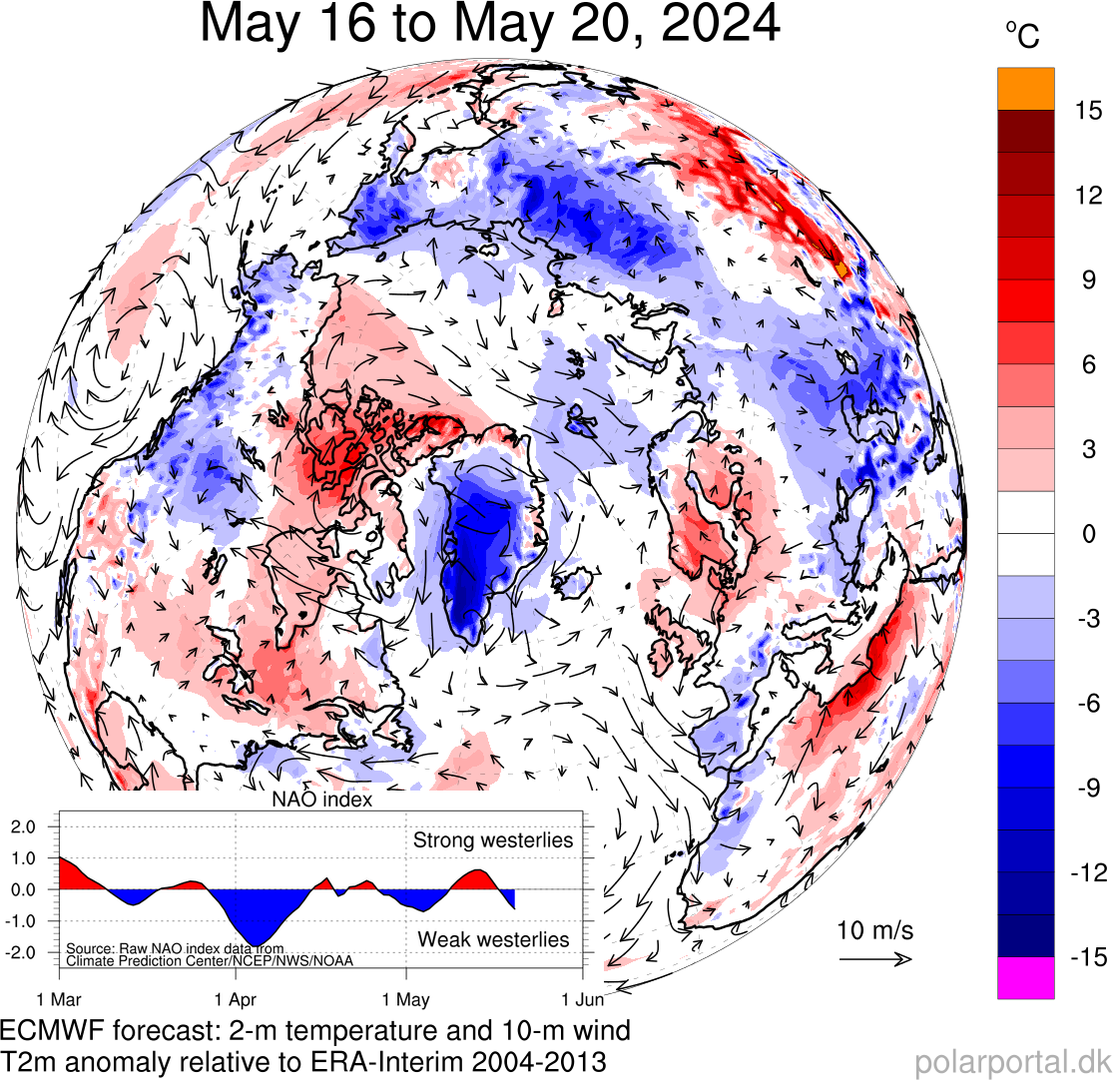 May 16 to May 20, 2024
°C
15
12
9
6
3
0
-3
-6
-9
-12
-15
10 m/s
NAO index
2.0
1.0
0.0
-1.0
-2.0
Strong westerlies
Weak westerlies
Source: Raw NAO index data from
Climate Prediction Center/NCEP/NWS/NOAA
1 Mar 1 Apr 1 May 1 Jun
ECMWF forecast: 2-m temperature and 10-m wind
T2m anomaly relative to ERA-Interim 2004-2013
polarportal.dk